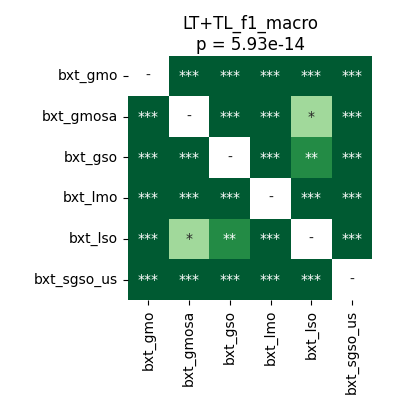 LT+TL_f1_macro
p = 5.93e-14
bxt_gmo - *** *** *** *** ***
bxt_gmosa *** - *** *** * ***
bxt_gso *** *** - *** ** ***
bxt_lmo *** *** *** - *** ***
bxt_lso *** * ** *** - ***
bxt_sgso_us *** *** *** *** *** -
bxt_gmo
bxt_gmosa
bxt_gso
bxt_lmo
bxt_lso
bxt_sgso_us